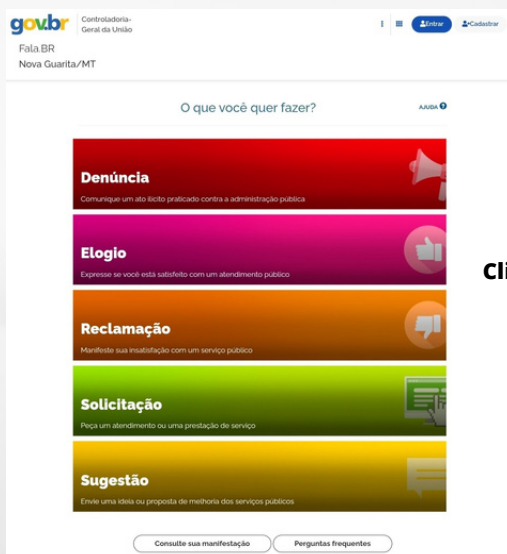 gov.br
Controladoria-
Geral da União
Entrar
Cadastrar
Fala.BR
Nova Guarita/MT
O que você quer fazer?
AJUDA
Denúncia
Comunique um ato ilícito praticado contra a administração pública
Elogio
Expresse se você está satisfeito com um atendimento público
Cli
Reclamação
Manifeste sua insatisfação com um serviço público
Solicitação
Peça um atendimento ou uma prestação de serviço
Sugestão
Envie uma ideia ou proposta de melhoria dos serviços públicos
Consulte sua manifestação
Perguntas frequentes